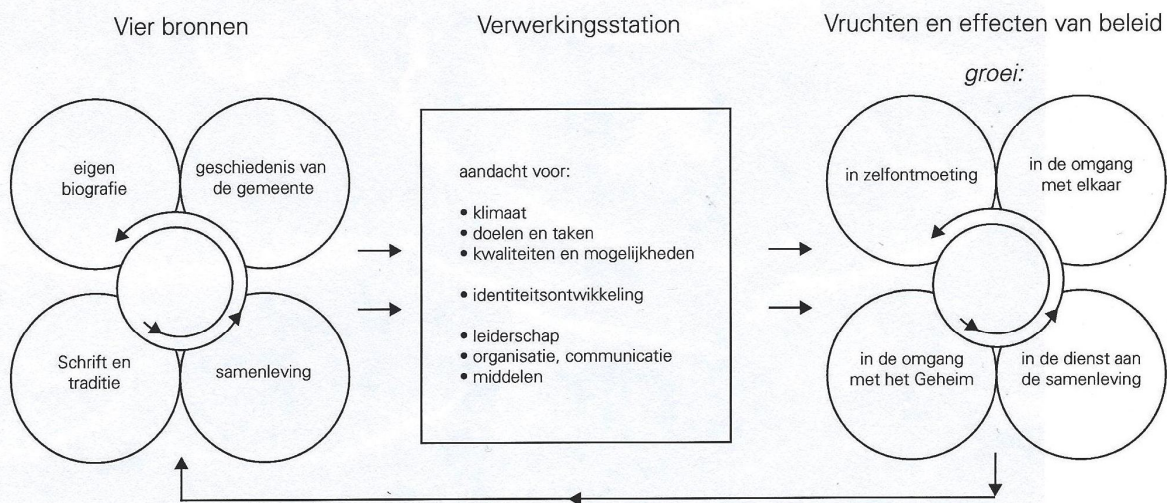 Vier bronnen
Verwerkingsstation
Vruchten en effecten van beleid
groei:
eigen
biografie
geschiedenis van
de gemeente
Schrift en
traditie
samenleving
aandacht voor:
• klimaat
• doelen en taken
• kwaliteiten en mogelijkheden
• identiteitsontwikkeling
• leiderschap
• organisatie, communicatie
• middelen
in zelfontmoeting
in de omgang
met elkaar
in de omgang
met het Geheim
in de dienst aan
de samenleving